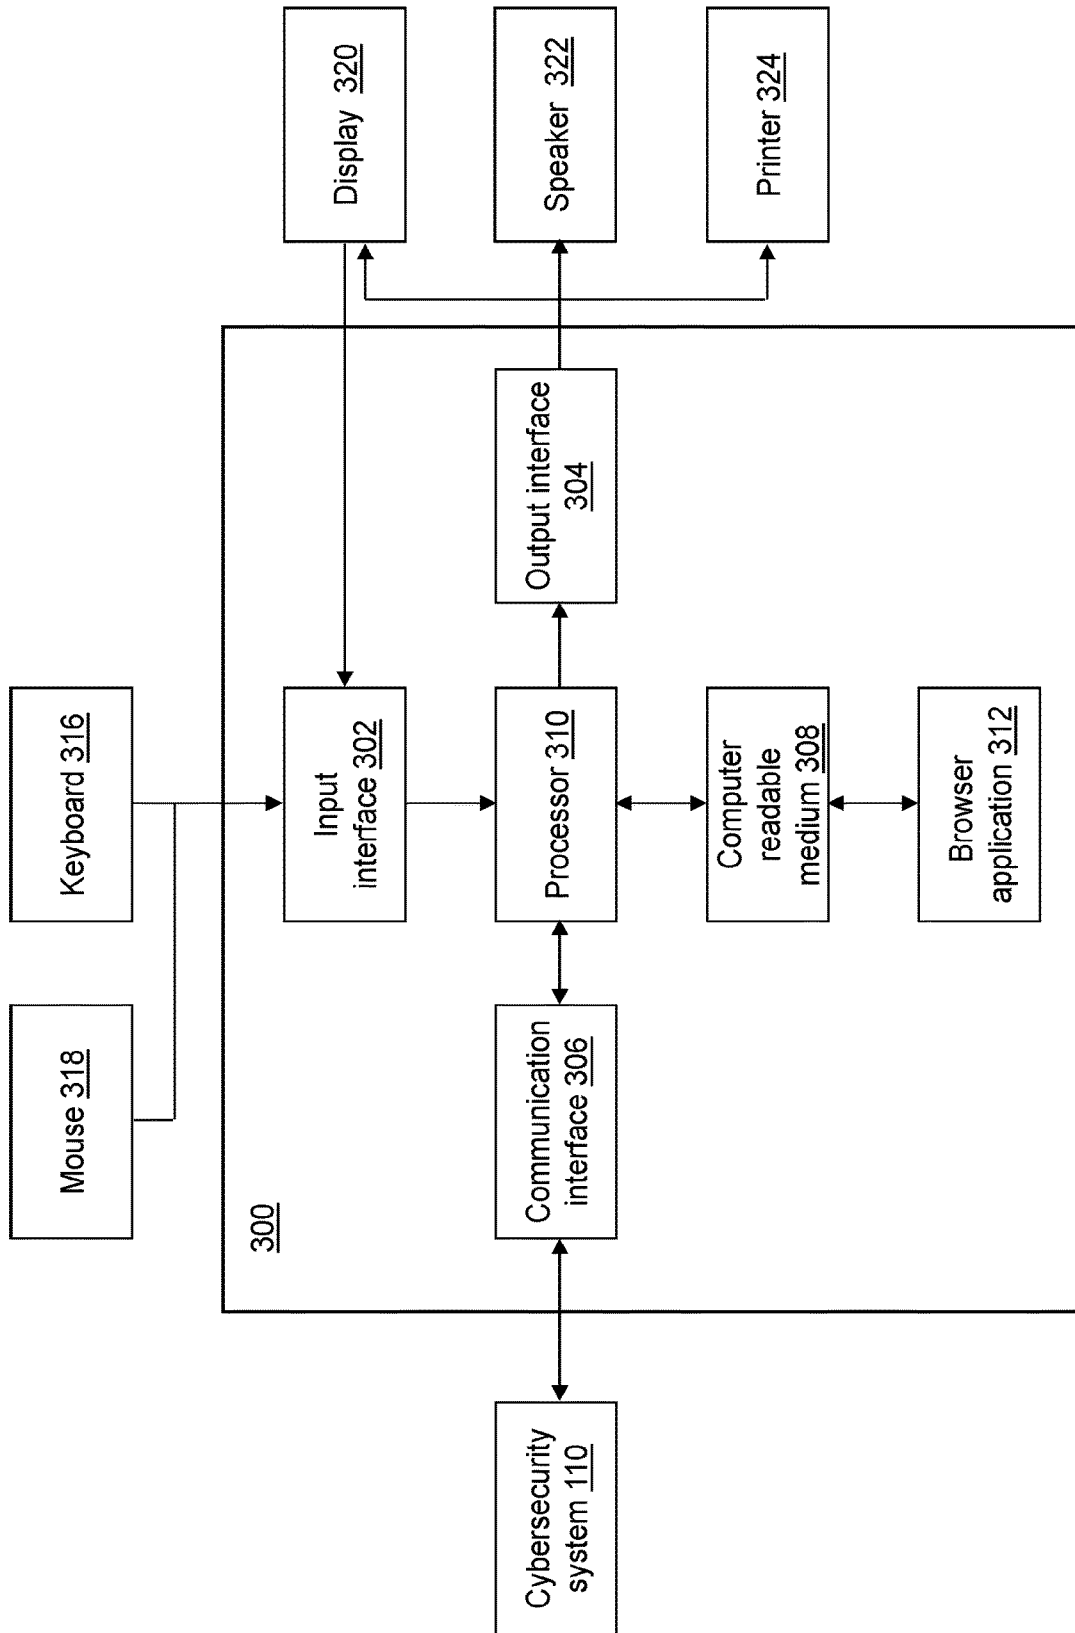 Mouse 318
Keyboard 316
300
Input
interface 302
Display 320
Cybersecurity
system 110
Communication
interface 306
Processor 310
Output interface
304
Speaker 322
Computer
readable
medium 308
Printer 324
Browser
application 312